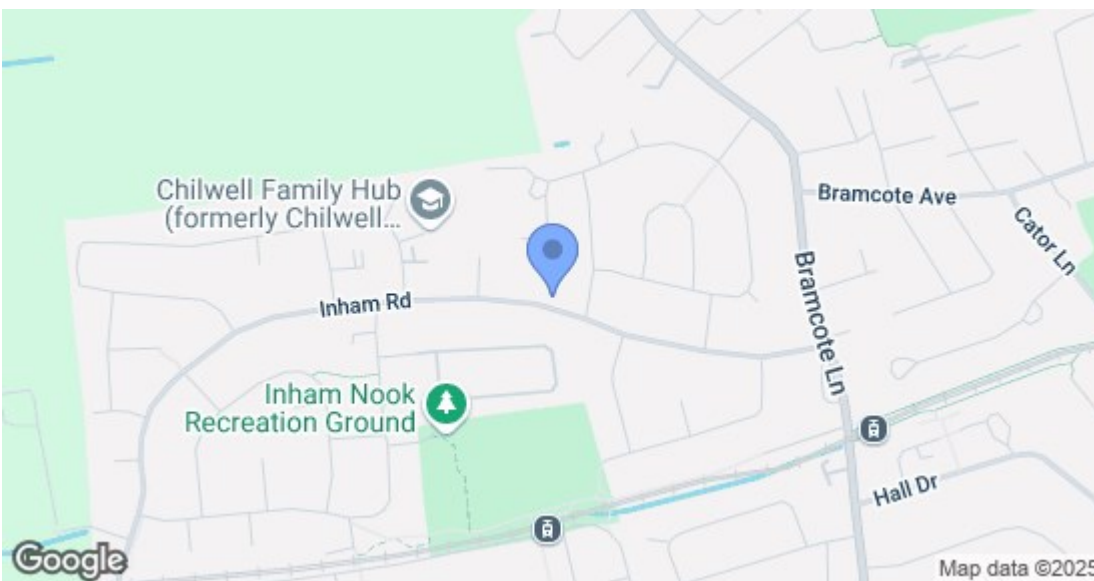 Chilwell Family Hub
(formerly Chilwell...
Bramcote Ave
Cator Ln
Bramcote Ln
Inham Rd
Inham Nook
Recreation Ground
Hall Dr
Google
Map data ©2025